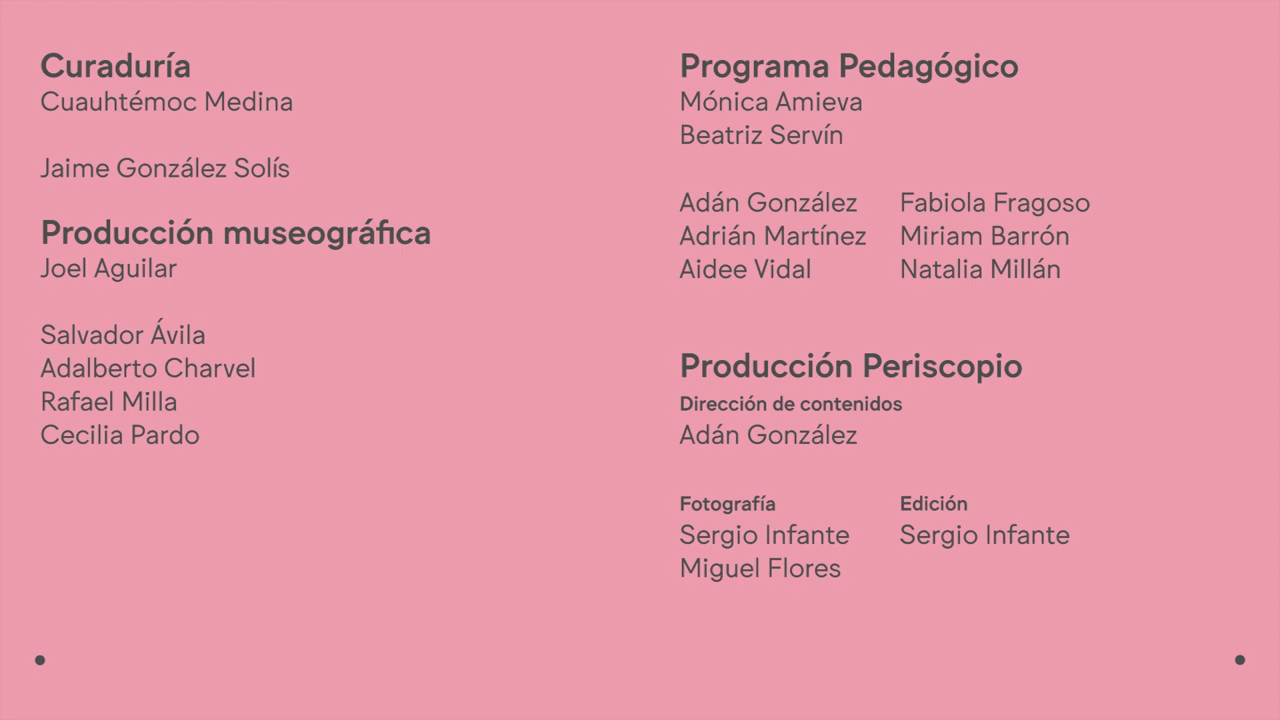 Curaduría
Cuauhtémoc Medina
Jaime González Solís
Producción museográfica
Joel Aguilar
Salvador Ávila
Adalberto Charvel
Rafael Milla
Cecilia Pardo
Programa Pedagógico
Mónica Amieva
Beatriz Servín
Adán González
Adrián Martínez
Aidee Vidal
Fabiola Fragoso
Miriam Barrón
Natalia Millán
Producción Periscopio
Dirección de contenidos
Adán González
Fotografía
Sergio Infante
Miguel Flores
Edición
Sergio Infante